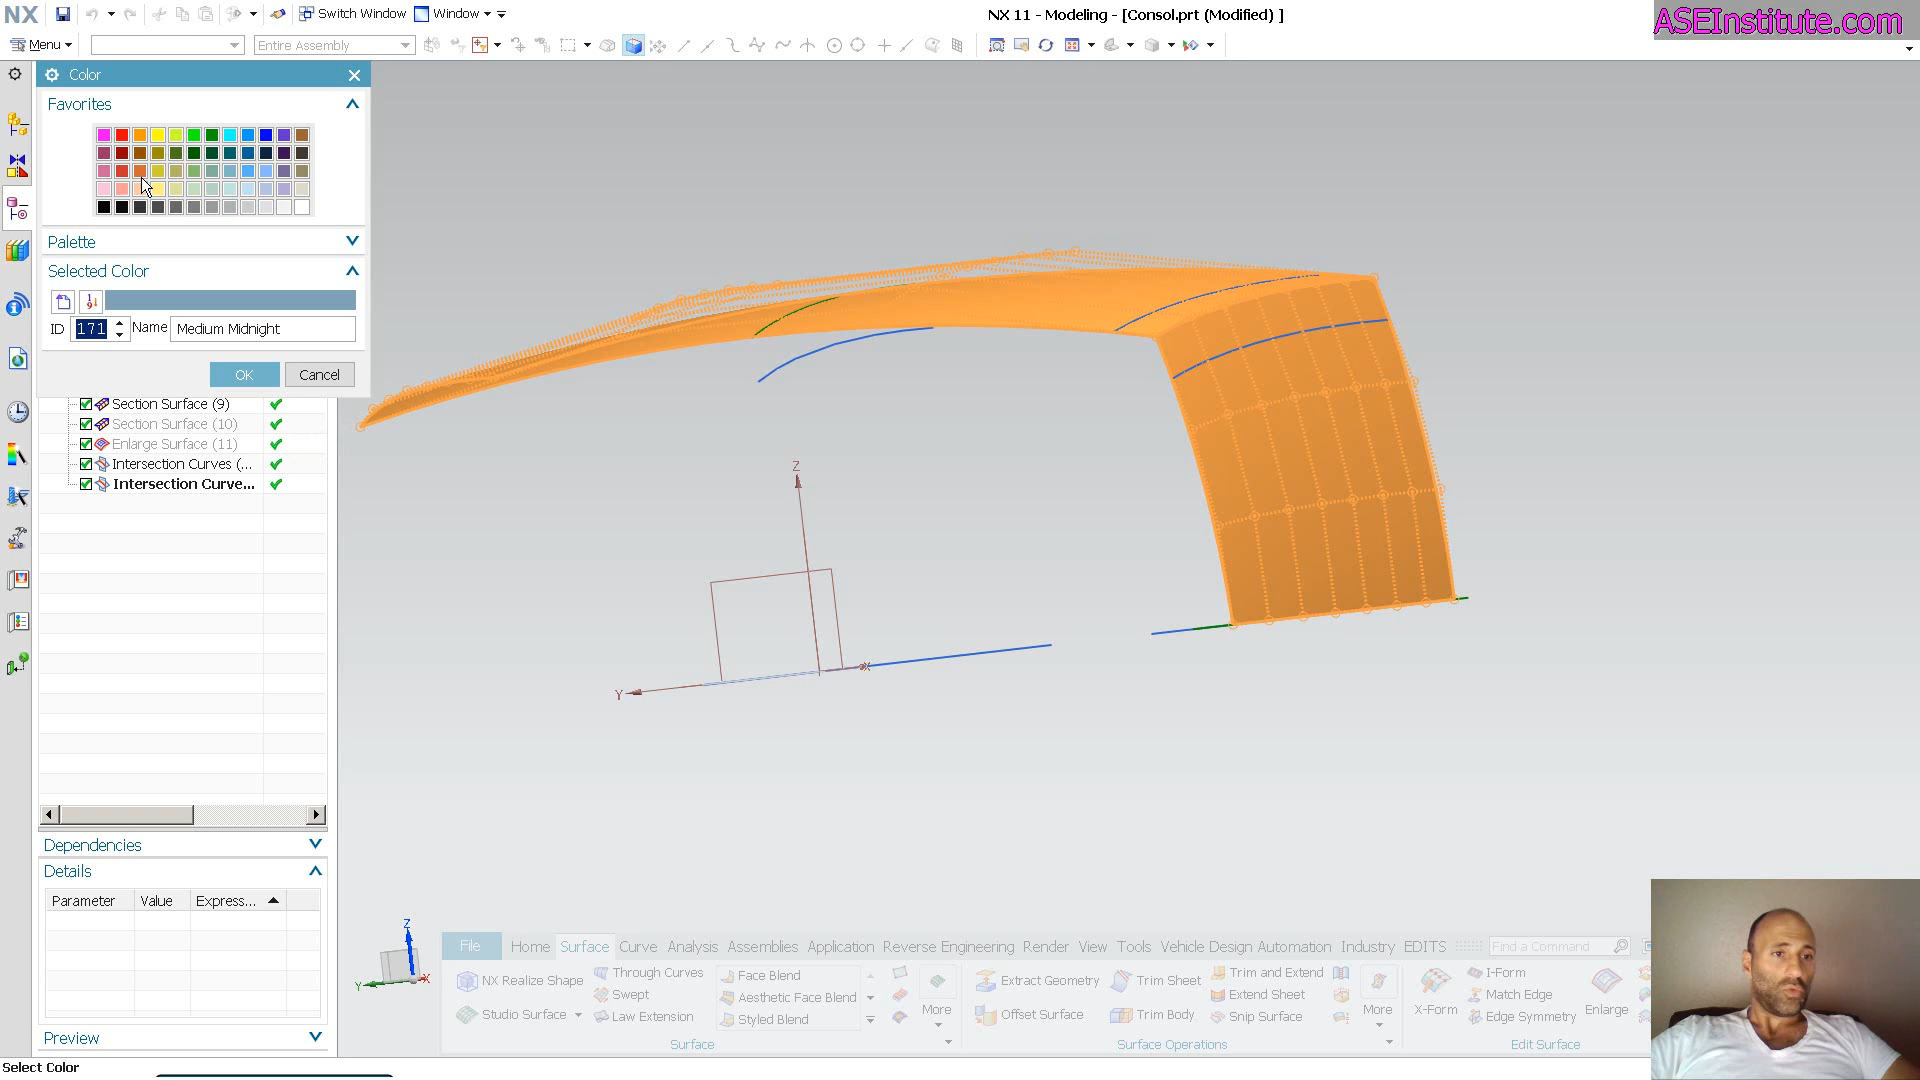 NX
Switch Window
Window
NX 11 - Modeling - [Consol.prt (Modified) ]
ASEInstitute.com
Menu
Entire Assembly
Color
Favorites
Palette
Selected Color
ID 171 Name Medium Midnight
OK
Cancel
Section Surface (9)
Section Surface (10)
Enlarge Surface (11)
Intersection Curves (...
Intersection Curve...
Dependencies
Details
Parameter Value Express...
Preview
Select Color
Z
Y
X
Z
Y
X
File Home Surface Curve Analysis Assemblies Application Reverse Engineering Render View Tools Vehicle Design Automation Industry EDITS Find a Command
NX Realize Shape Through Curves Face Blend Extract Geometry Trim Sheet Trim and Extend I-Form
Swept Aesthetic Face Blend More Extend Sheet More X-Form Match Edge Enlarge
Studio Surface Law Extension Styled Blend Offset Surface Trim Body Snip Surface Edge Symmetry
Surface Surface Operations Edit Surface